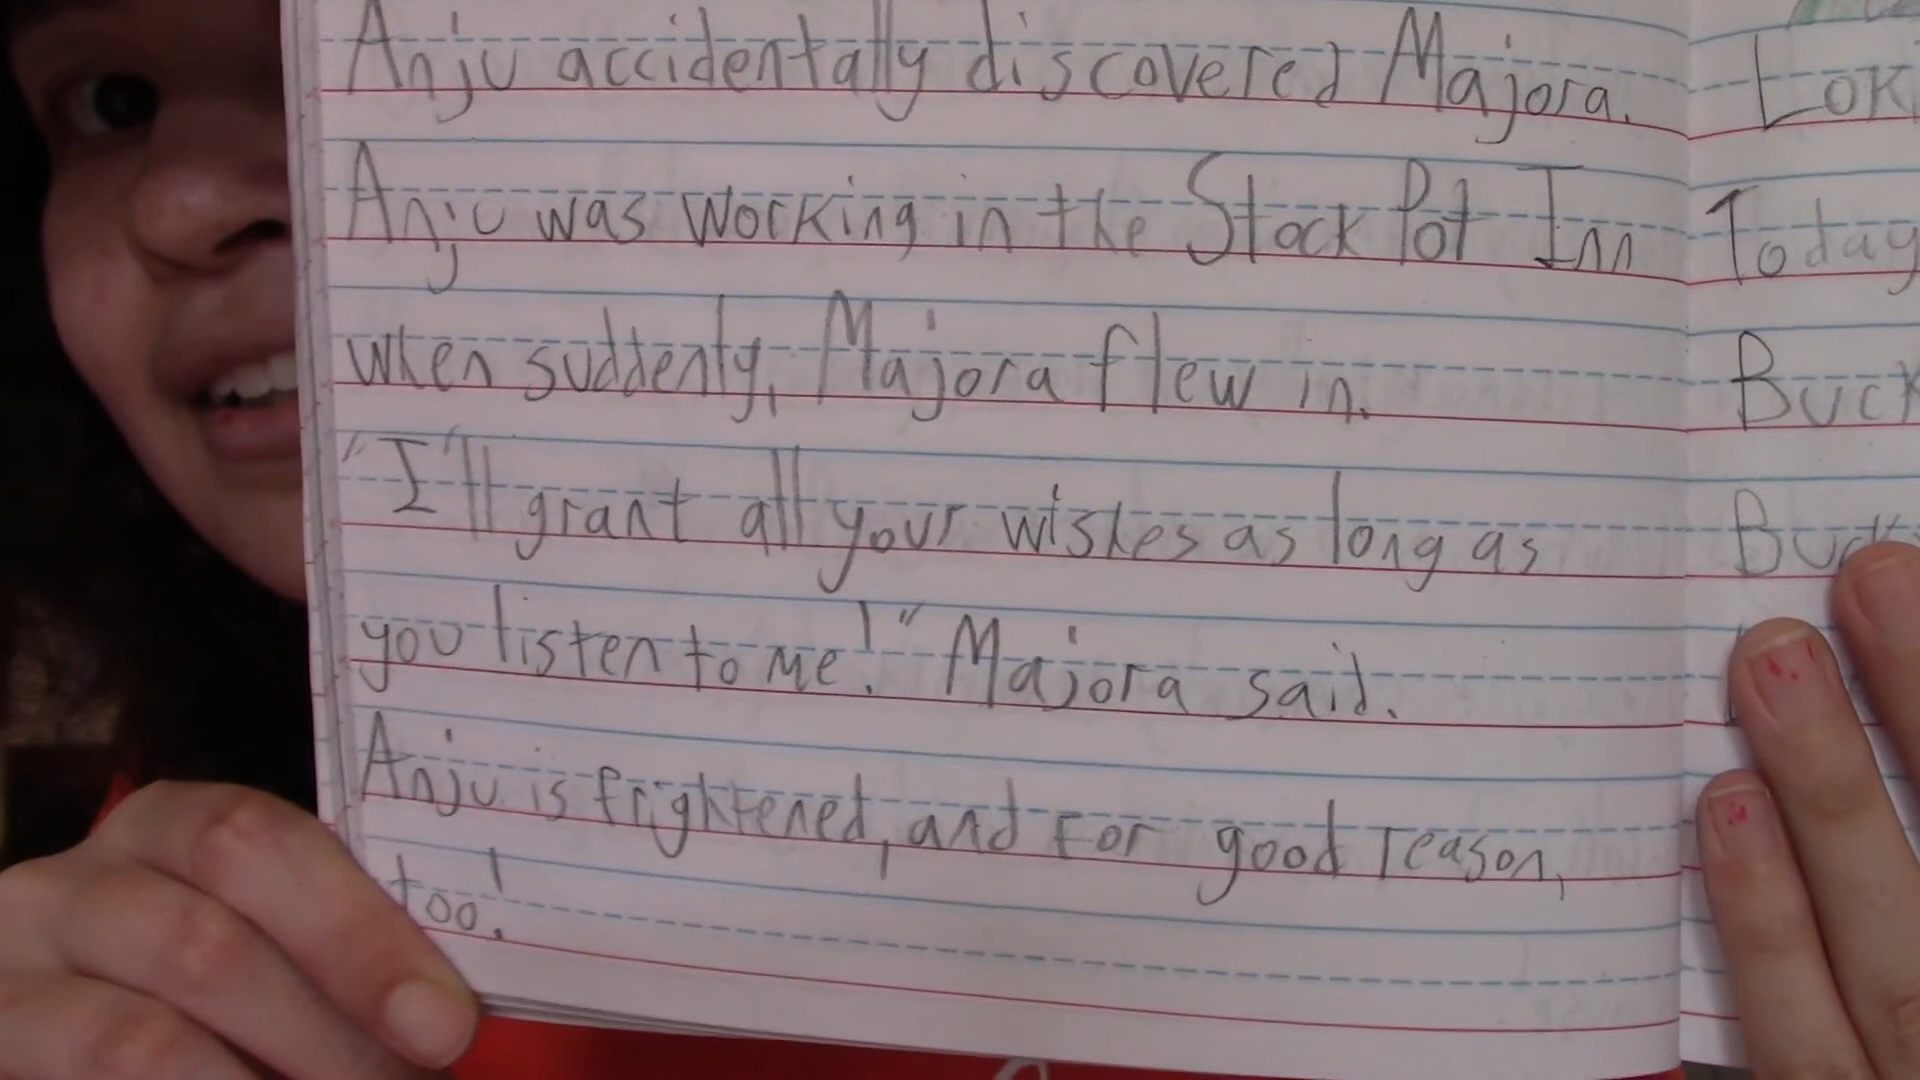 Anju accidentally discovered Majora.
Anju was working in the Stock Pot Inn
when suddenly, Majora flew in.
"I'll grant all your wishes as long as
you listen to me!" Majora said.
Anju is frightened, and for good reason,
too!
Lok
Today
Buck
Buck